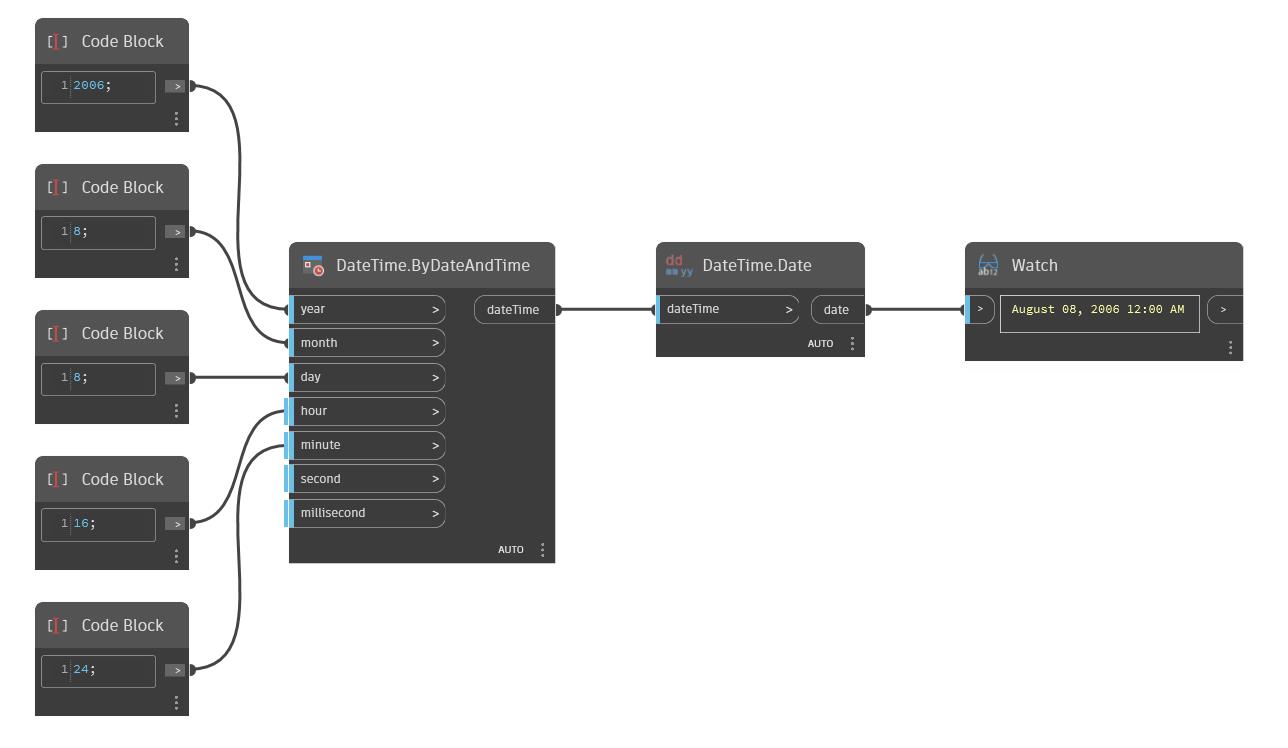 Code Block
1 2006; >
Code Block
1 8; >
Code Block
1 8; >
Code Block
1 16; >
Code Block
1 24; >
DateTime.ByDateAndTime
year > dateTime
month >
day >
hour >
minute >
second >
millisecond >
AUTO
dd
mm yy
DateTime.Date
dateTime > date
AUTO
ab12
Watch
> August 08, 2006 12:00 AM >